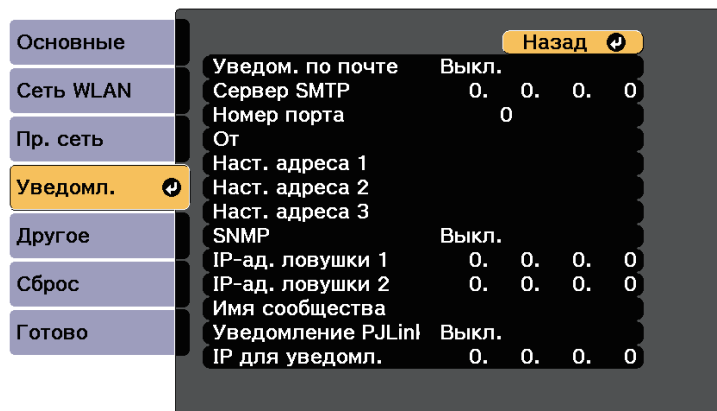 Основные
Сеть WLAN
Пр. сеть
Уведомл.
Другое
Сброс
Готово
Назад
Уведом. по почте Выкл.
Сервер SMTP 0. 0. 0. 0
Номер порта 0
От
Наст. адреса 1
Наст. адреса 2
Наст. адреса 3
SNMP Выкл.
IP-ад. ловушки 1 0. 0. 0. 0
IP-ад. ловушки 2 0. 0. 0. 0
Имя сообщества
Уведомление PJLink Выкл.
IP для уведомл. 0. 0. 0. 0